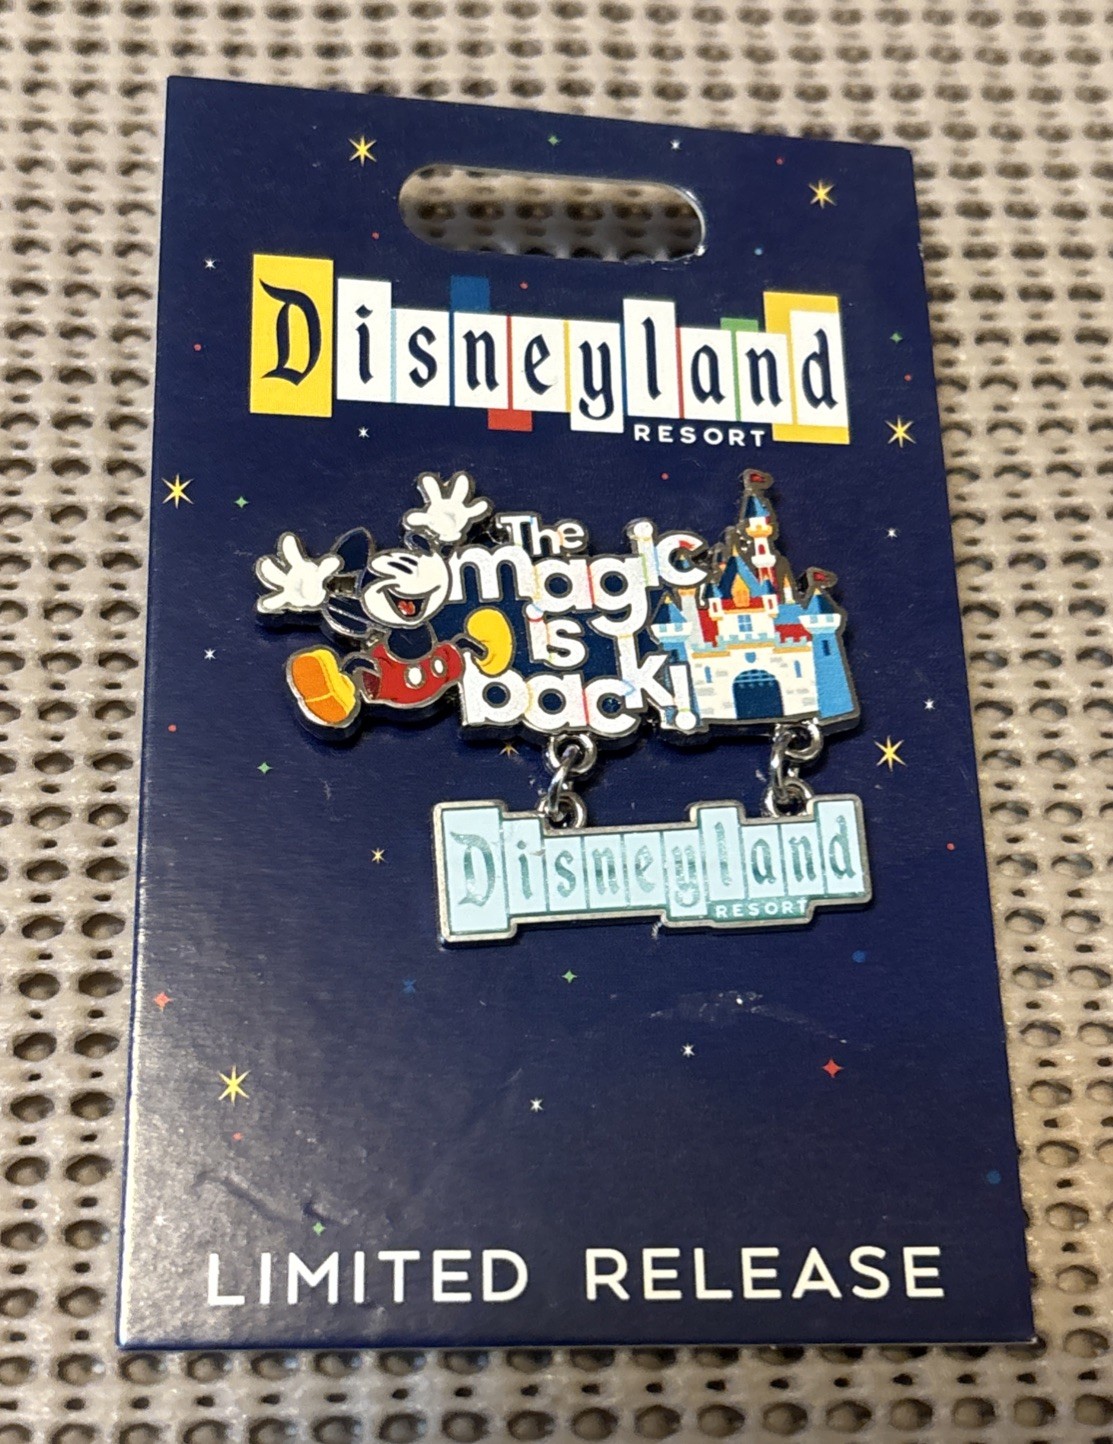 Disneyland
RESORT
The
magic
is
back!
Disneyland
RESORT
LIMITED RELEASE